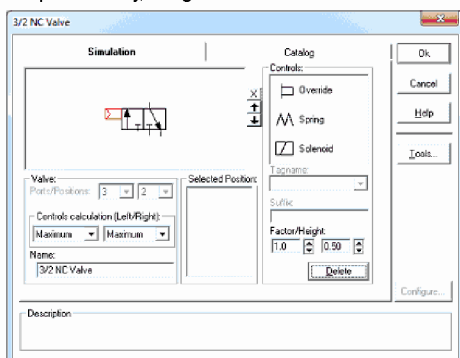 3/2 NC Valve
Simulation
Catalog
Ok
Cancel
Help
Tools...
Configure...
Controls:
Override
Spring
Solenoid
Tagname:
Suffix:
Factor/Height:
1.0 0.50
Delete
X
Valve:
Ports/Positions: 3 2
Controls calculation (Left/Right):
Maximum Maximum
Name:
3/2 NC Valve
Selected Position:
Description